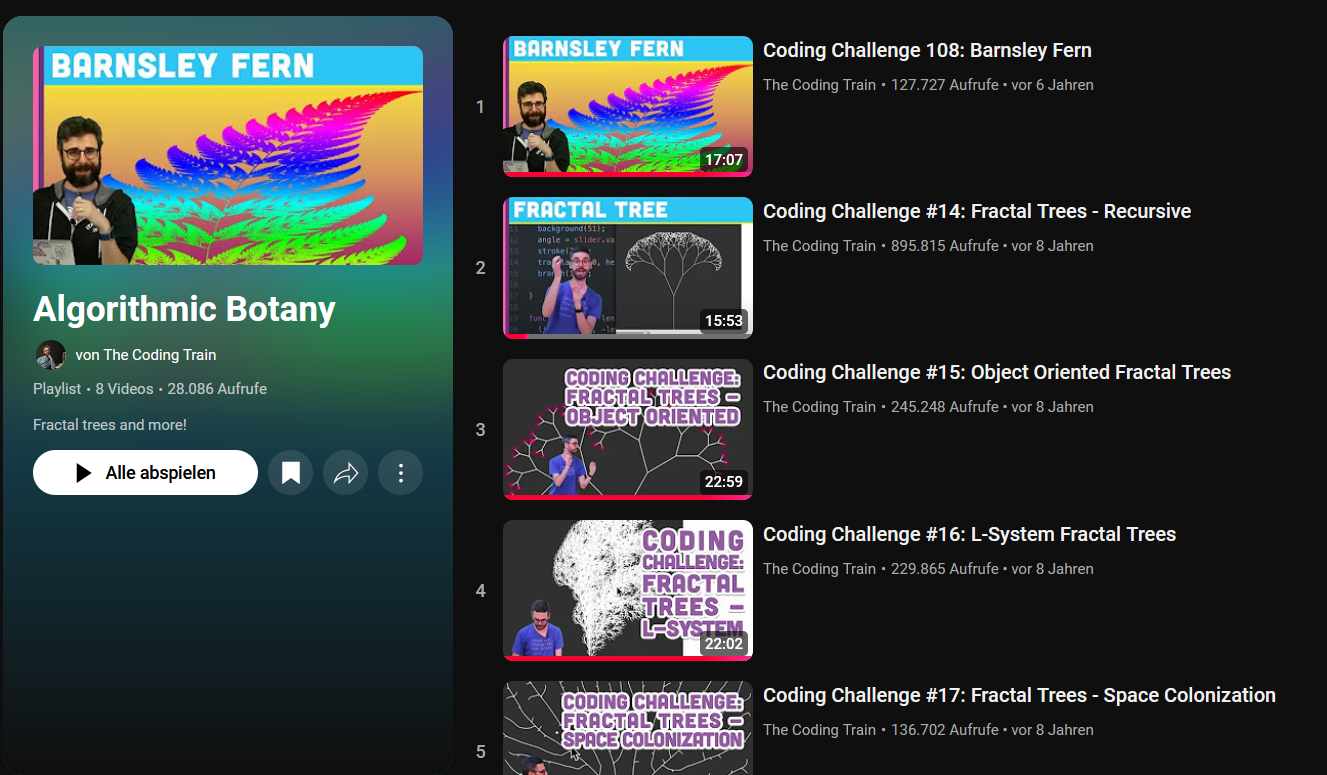 BARNSLEY FERN
Algorithmic Botany
von The Coding Train
Playlist • 8 Videos • 28.086 Aufrufe
Fractal trees and more!
Alle abspielen
1
BARNSLEY FERN
17:07
Coding Challenge 108: Barnsley Fern
The Coding Train • 127.727 Aufrufe • vor 6 Jahren
2
FRACTAL TREE
background(51);
angle = slider.va
15:53
Coding Challenge #14: Fractal Trees - Recursive
The Coding Train • 895.815 Aufrufe • vor 8 Jahren
3
CODING CHALLENGE:
FRACTAL TREES –
OBJECT ORIENTED
22:59
Coding Challenge #15: Object Oriented Fractal Trees
The Coding Train • 245.248 Aufrufe • vor 8 Jahren
4
CODING
CHALLENGE:
FRACTAL
TREES –
L-SYSTEM
22:02
Coding Challenge #16: L-System Fractal Trees
The Coding Train • 229.865 Aufrufe • vor 8 Jahren
5
CODING CHALLENGE:
FRACTAL TREES –
SPACE COLONIZATION
Coding Challenge #17: Fractal Trees - Space Colonization
The Coding Train • 136.702 Aufrufe • vor 8 Jahren